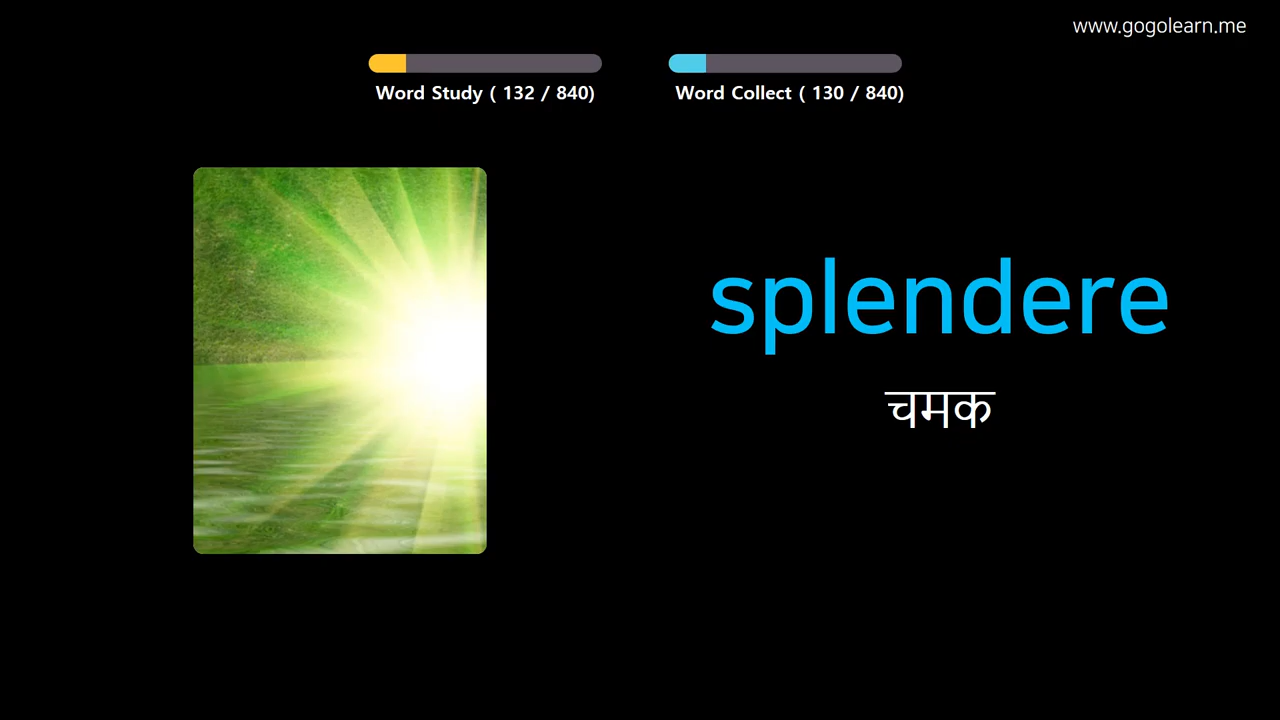 www.gogolearn.me
Word Study ( 132 / 840)
Word Collect ( 130 / 840)
splendere
चमक